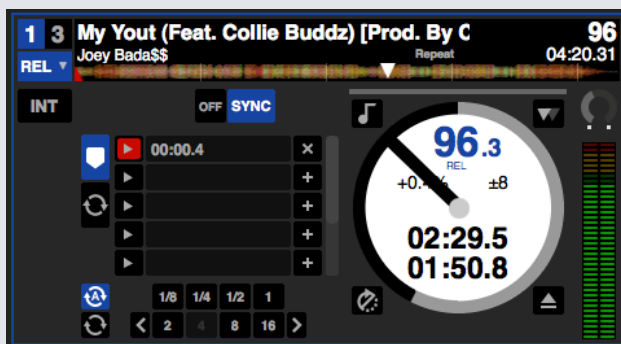 1 3 My Yout (Feat. Collie Buddz) [Prod. By C 96
REL Joey Bada$$ Repeat 04:20.31
INT OFF SYNC
00:00.4
96.3
REL
+0.4% ±8
02:29.5
01:50.8
A 1/8 1/4 1/2 1
2 4 8 16